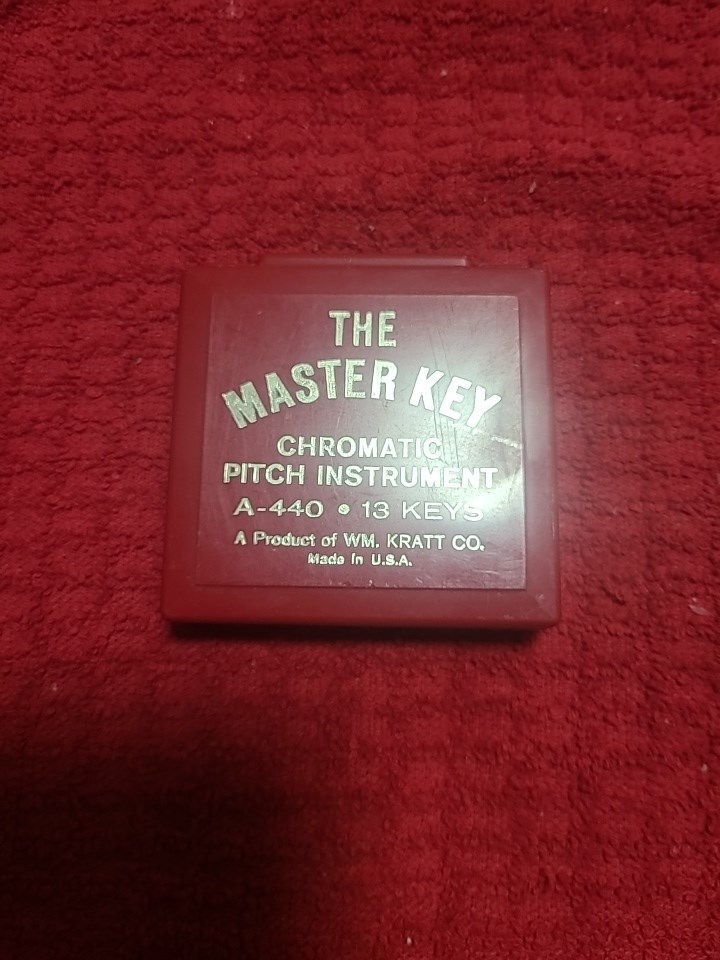 THE
MASTER KEY
CHROMATIC
PITCH INSTRUMENT
A-440 • 13 KEYS
A Product of WM. KRATT CO.
Made In U.S.A.